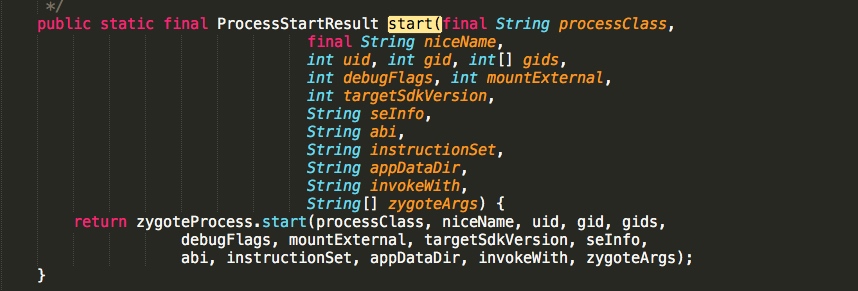 */
public static final ProcessStartResult start(final String processClass,
final String niceName,
int uid, int gid, int[] gids,
int debugFlags, int mountExternal,
int targetSdkVersion,
String seInfo,
String abi,
String instructionSet,
String appDataDir,
String invokeWith,
String[] zygoteArgs) {
return zygoteProcess.start(processClass, niceName, uid, gid, gids,
debugFlags, mountExternal, targetSdkVersion, seInfo,
abi, instructionSet, appDataDir, invokeWith, zygoteArgs);
}